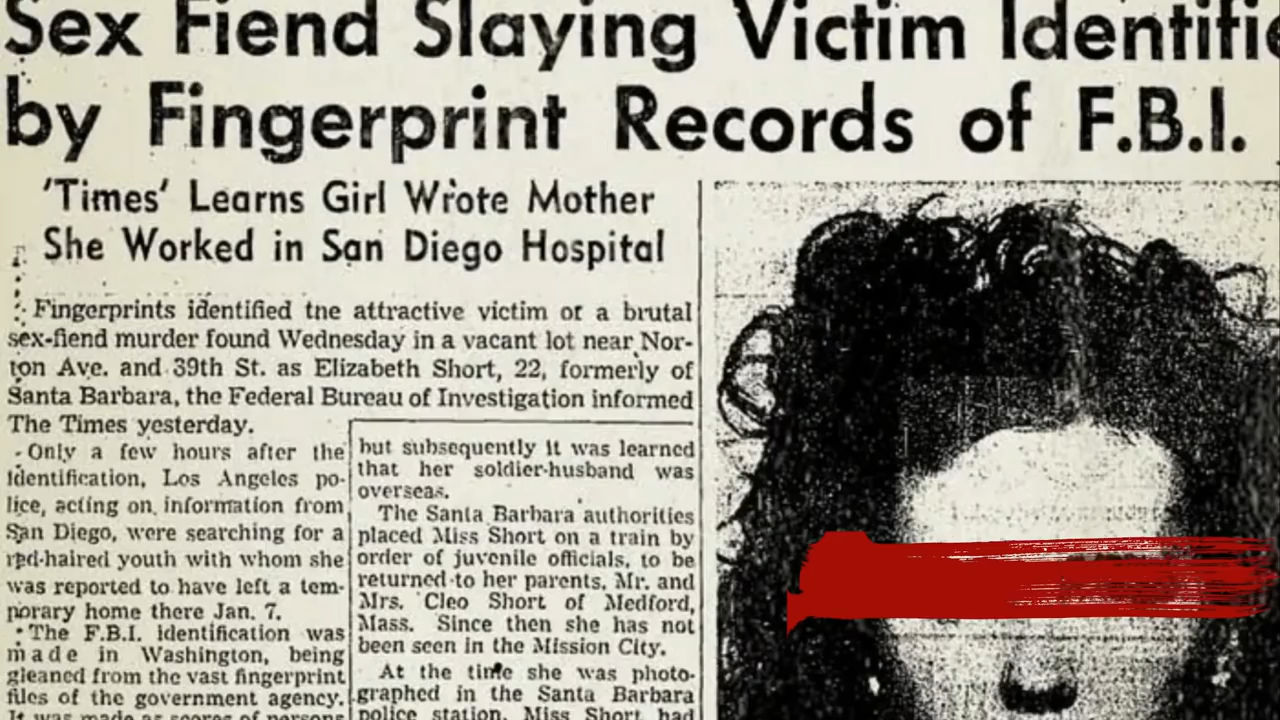 Sex Fiend Slaying Victim Identifie
by Fingerprint Records of F.B.I.
'Times' Learns Girl Wrote Mother
She Worked in San Diego Hospital
Fingerprints identified the attractive victim of a brutal
sex-fiend murder found Wednesday in a vacant lot near Nor-
ton Ave. and 39th St. as Elizabeth Short, 22, formerly of
Santa Barbara, the Federal Bureau of Investigation informed
The Times yesterday.
Only a few hours after the
identification, Los Angeles po-
lice, acting on information from
San Diego, were searching for a
red-haired youth with whom she
was reported to have left a tem-
porary home there Jan. 7.
The F.B.I. identification was
made in Washington, being
gleaned from the vast fingerprint
files of the government agency.
It was made as scores of persons
but subsequently it was learned
that her soldier-husband was
overseas.
The Santa Barbara authorities
placed Miss Short on a train by
order of juvenile officials, to be
returned to her parents, Mr. and
Mrs. Cleo Short of Medford,
Mass. Since then she has not
been seen in the Mission City.
At the time she was photo-
graphed in the Santa Barbara
police station, Miss Short had